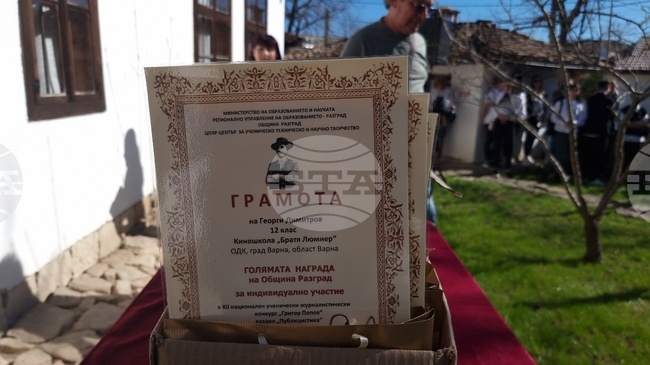 МИНИСТЕРСТВО НА ОБРАЗОВАНИЕТО И НАУКАТА
РЕГИОНАЛНО УПРАВЛЕНИЕ НА ОБРАЗОВАНИЕТО - РАЗГРАД
ОБЩИНА РАЗГРАД
ЦПЛР-ЦЕНТЪР ЗА УЧЕНИЧЕСКО ТЕХНИЧЕСКО И НАУЧНО ТВОРЧЕСТВО
ГРАМОТА
на Георги Димитров
12 клас
Киношкола „Братя Люмиер"
ОДК, град Варна, област Варна
ГОЛЯМАТА НАГРАДА
на Община Разград
за индивидуално участие
в XII национален ученически журналистически
конкурс „Григор Попов"
раздел „Публицистика"
BTA